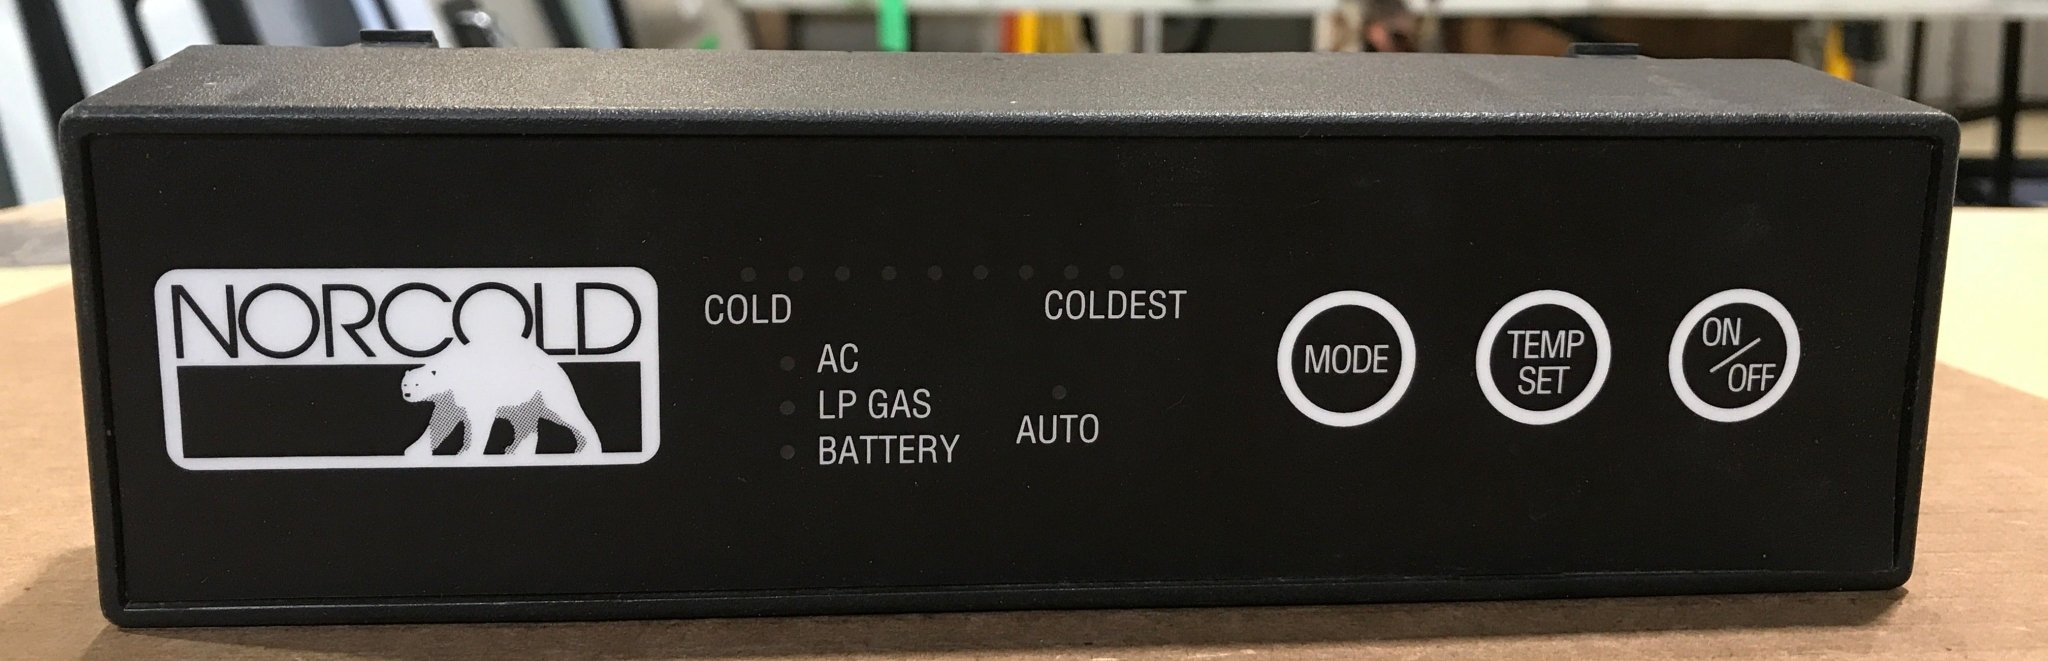 NORCOLD
COLD
COLDEST
AC
LP GAS
BATTERY
AUTO
MODE
TEMP
SET
ON
/OFF